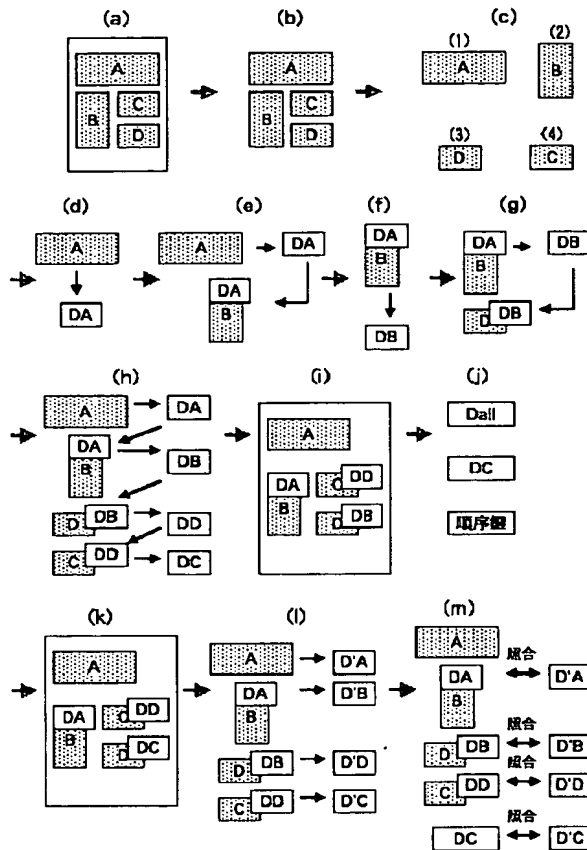 (a)
A
B
C
D
(b)
A
B
C
D
(c)
(1)
A
(2)
B
(3)
D
(4)
C
(d)
A
DA
(e)
A
DA
DA
B
(f)
DA
B
DB
(g)
DA
B
DB
D
DB
(h)
A
DA
DA
B
DB
D
DB
DD
C
DD
DC
(i)
A
DA
B
C
DD
D
DB
(j)
Dall
DC
順序鍵
(k)
A
DA
B
C
DD
D
DC
(l)
A
D'A
DA
B
D'B
D
DB
D'D
C
DD
D'C
(m)
A
DA
B
照合
D'A
D
DB
照合
D'B
C
DD
照合
D'D
DC
照合
D'C